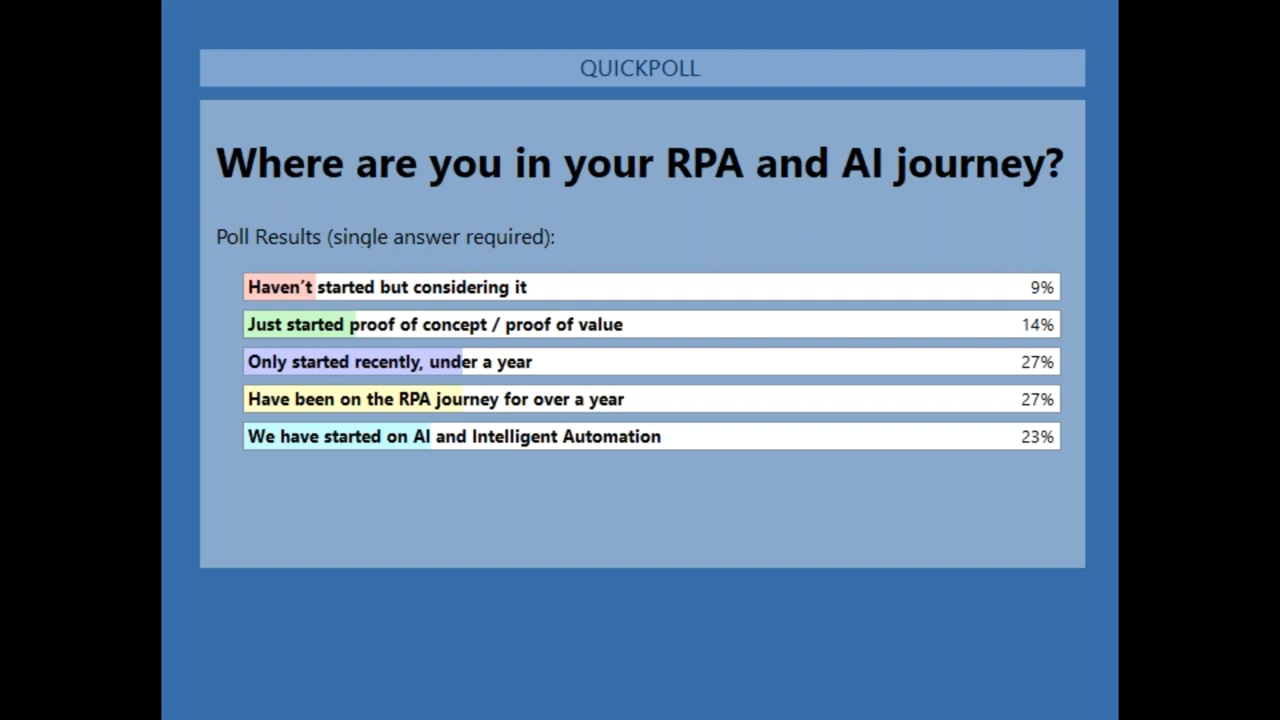 QUICKPOLL
Where are you in your RPA and AI journey?
Poll Results (single answer required):
Haven't started but considering it 9%
Just started proof of concept / proof of value 14%
Only started recently, under a year 27%
Have been on the RPA journey for over a year 27%
We have started on AI and Intelligent Automation 23%